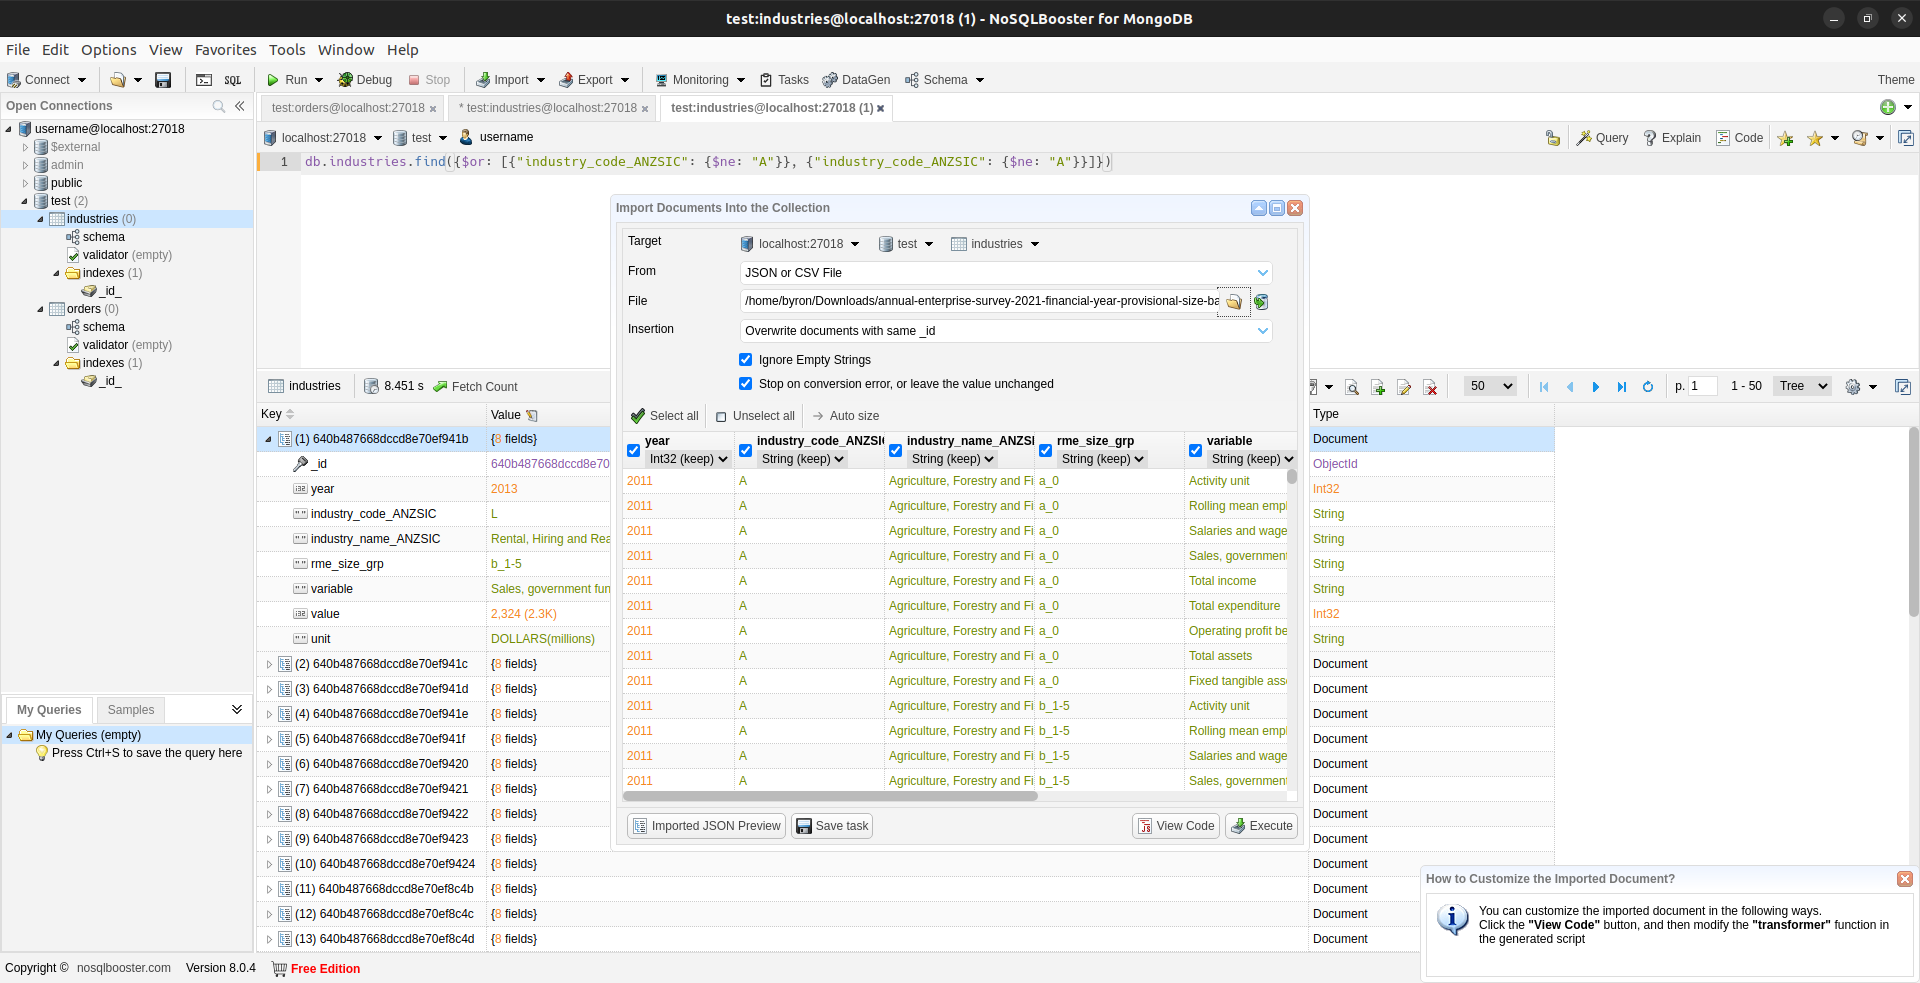 test:industries@localhost:27018 (1) - NoSQLBooster for MongoDB
File Edit Options View Favorites Tools Window Help
Connect SQL Run Debug Stop Import Export Monitoring Tasks DataGen Schema Theme
Open Connections
test:orders@localhost:27018 * test:industries@localhost:27018 test:industries@localhost:27018 (1)
username@localhost:27018
$external
admin
public
test (2)
industries (0)
schema
validator (empty)
indexes (1)
_id_
orders (0)
schema
validator (empty)
indexes (1)
_id_
localhost:27018 test username Query Explain Code
1 db.industries.find({$or: [{"industry_code_ANZSIC": {$ne: "A"}}, {"industry_code_ANZSIC": {$ne: "A"}}]})
Import Documents Into the Collection
Target localhost:27018 test industries
From JSON or CSV File
File /home/byron/Downloads/annual-enterprise-survey-2021-financial-year-provisional-size-ba
Insertion Overwrite documents with same _id
Ignore Empty Strings
Stop on conversion error, or leave the value unchanged
Select all Unselect all Auto size
year industry_code_ANZSI industry_name_ANZS rme_size_grp variable
Int32 (keep) String (keep) String (keep) String (keep) String (keep)
2011 A Agriculture, Forestry and Fi a_0 Activity unit
2011 A Agriculture, Forestry and Fi a_0 Rolling mean empl
2011 A Agriculture, Forestry and Fi a_0 Salaries and wage
2011 A Agriculture, Forestry and Fi a_0 Sales, government
2011 A Agriculture, Forestry and Fi a_0 Total income
2011 A Agriculture, Forestry and Fi a_0 Total expenditure
2011 A Agriculture, Forestry and Fi a_0 Operating profit be
2011 A Agriculture, Forestry and Fi a_0 Total assets
2011 A Agriculture, Forestry and Fi a_0 Fixed tangible ass
2011 A Agriculture, Forestry and Fi b_1-5 Activity unit
2011 A Agriculture, Forestry and Fi b_1-5 Rolling mean empl
2011 A Agriculture, Forestry and Fi b_1-5 Salaries and wage
2011 A Agriculture, Forestry and Fi b_1-5 Sales, government
Imported JSON Preview Save task View Code Execute
industries 8.451 s Fetch Count 50 p. 1 1 - 50 Tree
Key Value Type
(1) 640b487668dccd8e70ef941b {8 fields} Document
_id 640b487668dccd8e70 ObjectId
year 2013 Int32
industry_code_ANZSIC L String
industry_name_ANZSIC Rental, Hiring and Rea String
rme_size_grp b_1-5 String
variable Sales, government fun String
value 2,324 (2.3K) Int32
unit DOLLARS(millions) String
(2) 640b487668dccd8e70ef941c {8 fields} Document
(3) 640b487668dccd8e70ef941d {8 fields} Document
(4) 640b487668dccd8e70ef941e {8 fields} Document
(5) 640b487668dccd8e70ef941f {8 fields} Document
(6) 640b487668dccd8e70ef9420 {8 fields} Document
(7) 640b487668dccd8e70ef9421 {8 fields} Document
(8) 640b487668dccd8e70ef9422 {8 fields} Document
(9) 640b487668dccd8e70ef9423 {8 fields} Document
(10) 640b487668dccd8e70ef9424 {8 fields} Document
(11) 640b487668dccd8e70ef8c4b {8 fields} Document
(12) 640b487668dccd8e70ef8c4c {8 fields} Document
(13) 640b487668dccd8e70ef8c4d {8 fields} Document
My Queries Samples
My Queries (empty)
Press Ctrl+S to save the query here
How to Customize the Imported Document?
You can customize the imported document in the following ways.
Click the "View Code" button, and then modify the "transformer" function in
the generated script
Copyright © nosqlbooster.com Version 8.0.4 Free Edition